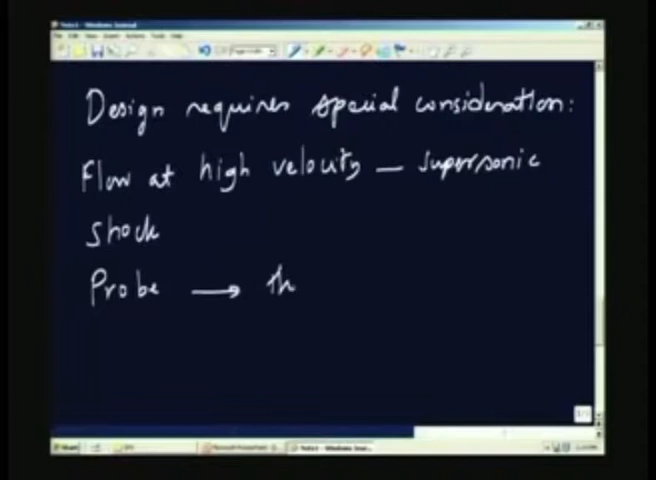 Design requires special consideration:
Flow at high velocity — supersonic
Shock
Probe → th